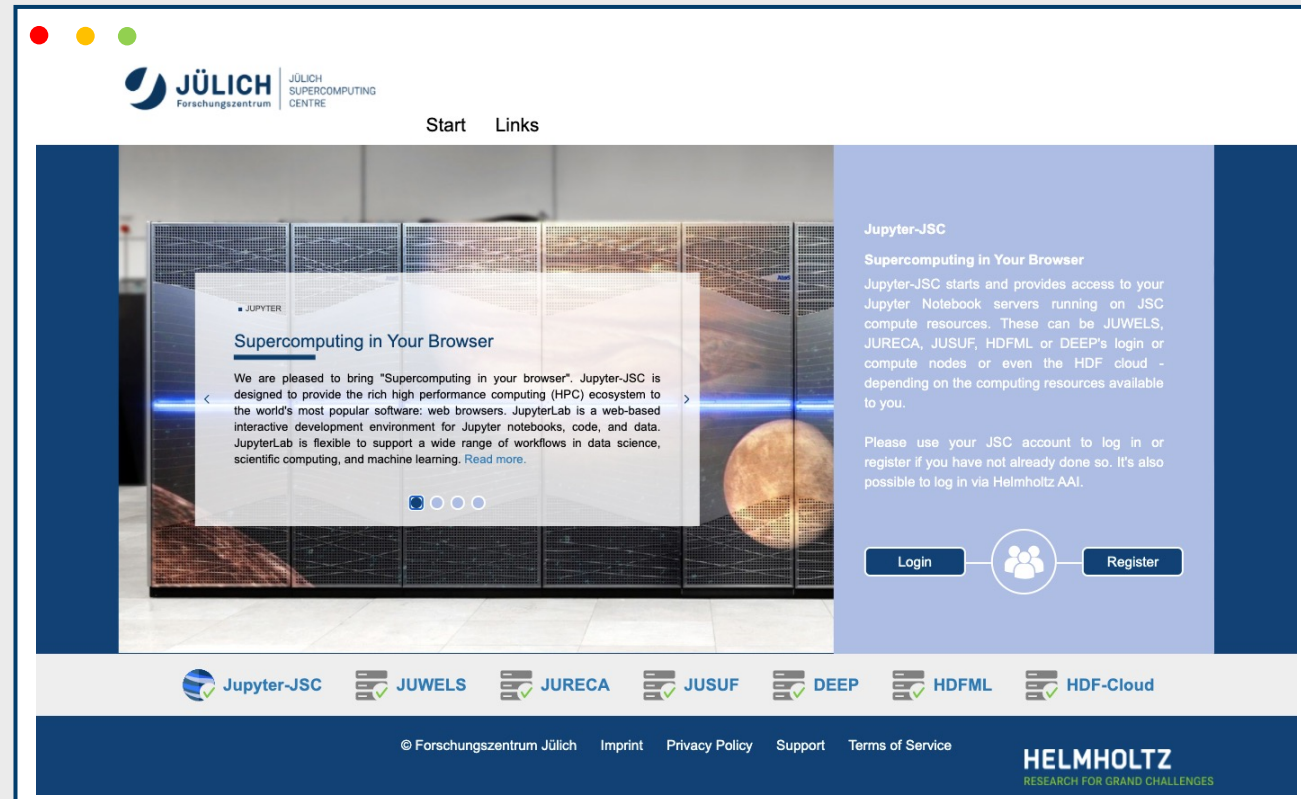 JÜLICH
Forschungszentrum
JÜLICH
SUPERCOMPUTING
CENTRE
Start Links
JUPYTER
Supercomputing in Your Browser
We are pleased to bring "Supercomputing in your browser". Jupyter-JSC is
designed to provide the rich high performance computing (HPC) ecosystem to
the world's most popular software: web browsers. JupyterLab is a web-based
interactive development environment for Jupyter notebooks, code, and data.
JupyterLab is flexible to support a wide range of workflows in data science,
scientific computing, and machine learning. Read more.
Jupyter-JSC
Supercomputing in Your Browser
Jupyter-JSC starts and provides access to your
Jupyter Notebook servers running on JSC
compute resources. These can be JUWELS,
JURECA, JUSUF, HDFML or DEEP's login or
compute nodes or even the HDF cloud -
depending on the computing resources available
to you.
Please use your JSC account to log in or
register if you have not already done so. It's also
possible to log in via Helmholtz AAI.
Login Register
Jupyter-JSC JUWELS JURECA JUSUF DEEP HDFML HDF-Cloud
© Forschungszentrum Jülich Imprint Privacy Policy Support Terms of Service
HELMHOLTZ
RESEARCH FOR GRAND CHALLENGES